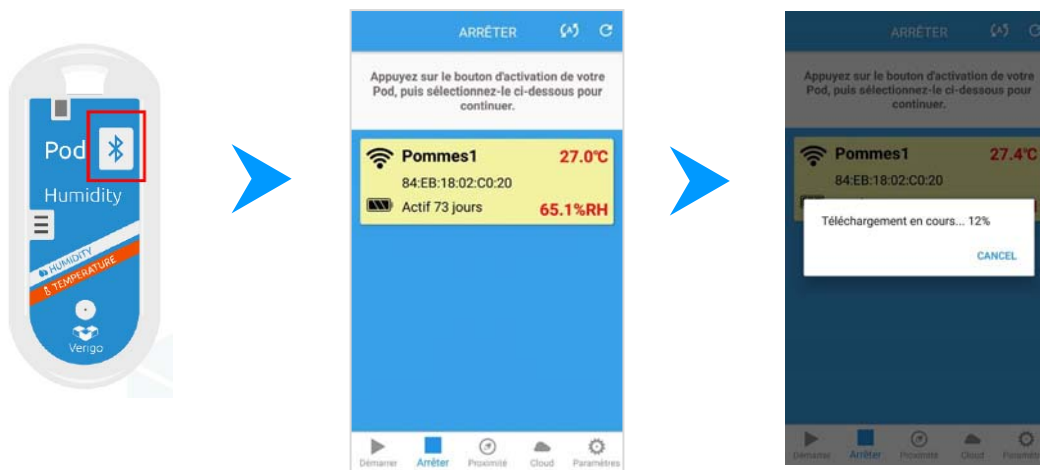 Pod
Humidity
HUMIDITY
TEMPERATURE
Verigo
ARRÊTER
Appuyez sur le bouton d'activation de votre
Pod, puis sélectionnez-le ci-dessous pour
continuer.
Pommes1 27.0°C
84:EB:18:02:C0:20
Actif 73 jours 65.1%RH
Démarrer Arrêter Proximité Cloud Paramètres
ARRÊTER
Appuyez sur le bouton d'activation de votre
Pod, puis sélectionnez-le ci-dessous pour
continuer.
Pommes1 27.4°C
84:EB:18:02:C0:20
Téléchargement en cours... 12%
CANCEL
Démarrer Arrêter Proximité Cloud